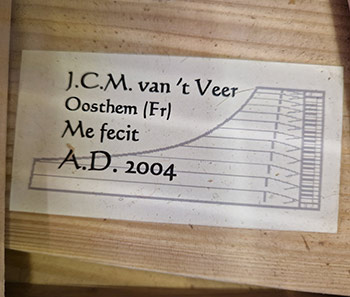 J.C.M. van 't Veer
Oosthem (Fr)
Me fecit
A.D. 2004